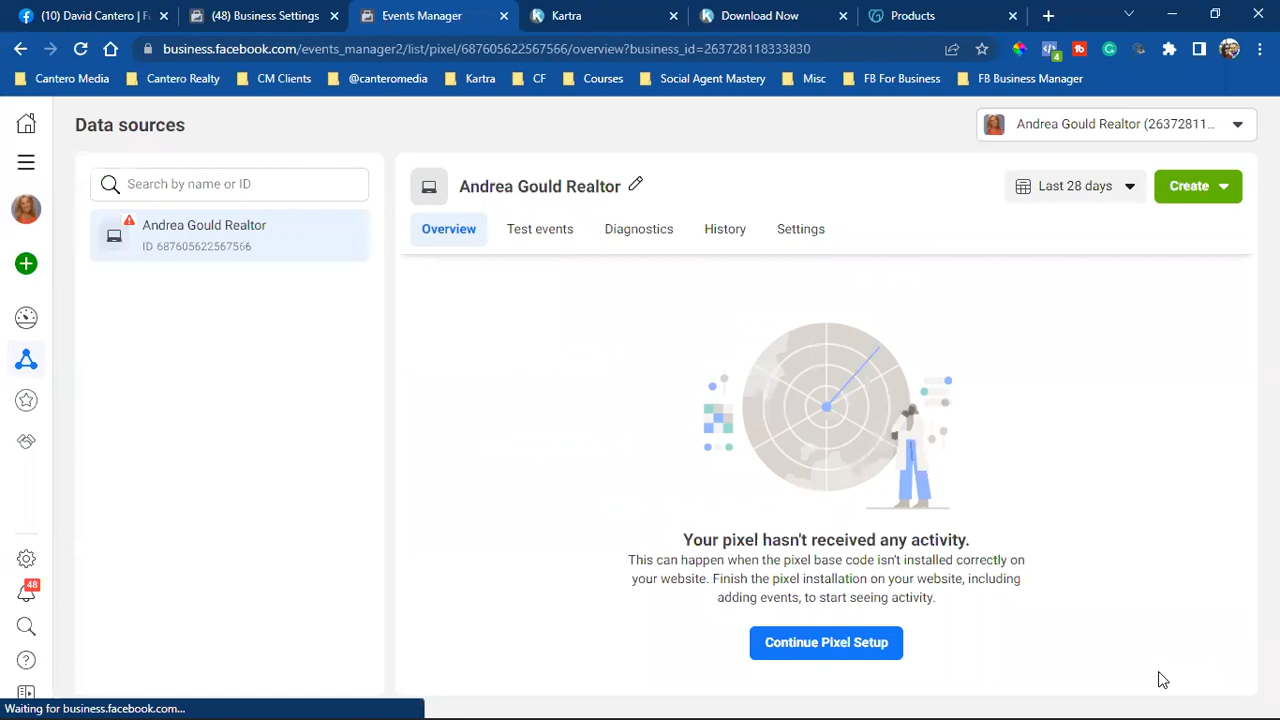 (10) David Cantero | F
(48) Business Settings
Events Manager
Kartra
Download Now
Products
business.facebook.com/events_manager2/list/pixel/687605622567566/overview?business_id=263728118333830
4
Cantero Media
Cantero Realty
CM Clients
@canteromedia
Kartra
CF
Courses
Social Agent Mastery
Misc
FB For Business
FB Business Manager
Data sources
Andrea Gould Realtor (26372811...
Search by name or ID
Andrea Gould Realtor
Last 28 days
Create
Andrea Gould Realtor
ID 687605622567566
Overview
Test events
Diagnostics
History
Settings
Your pixel hasn't received any activity.
This can happen when the pixel base code isn't installed correctly on
your website. Finish the pixel installation on your website, including
adding events, to start seeing activity.
48
Continue Pixel Setup
Waiting for business.facebook.com...